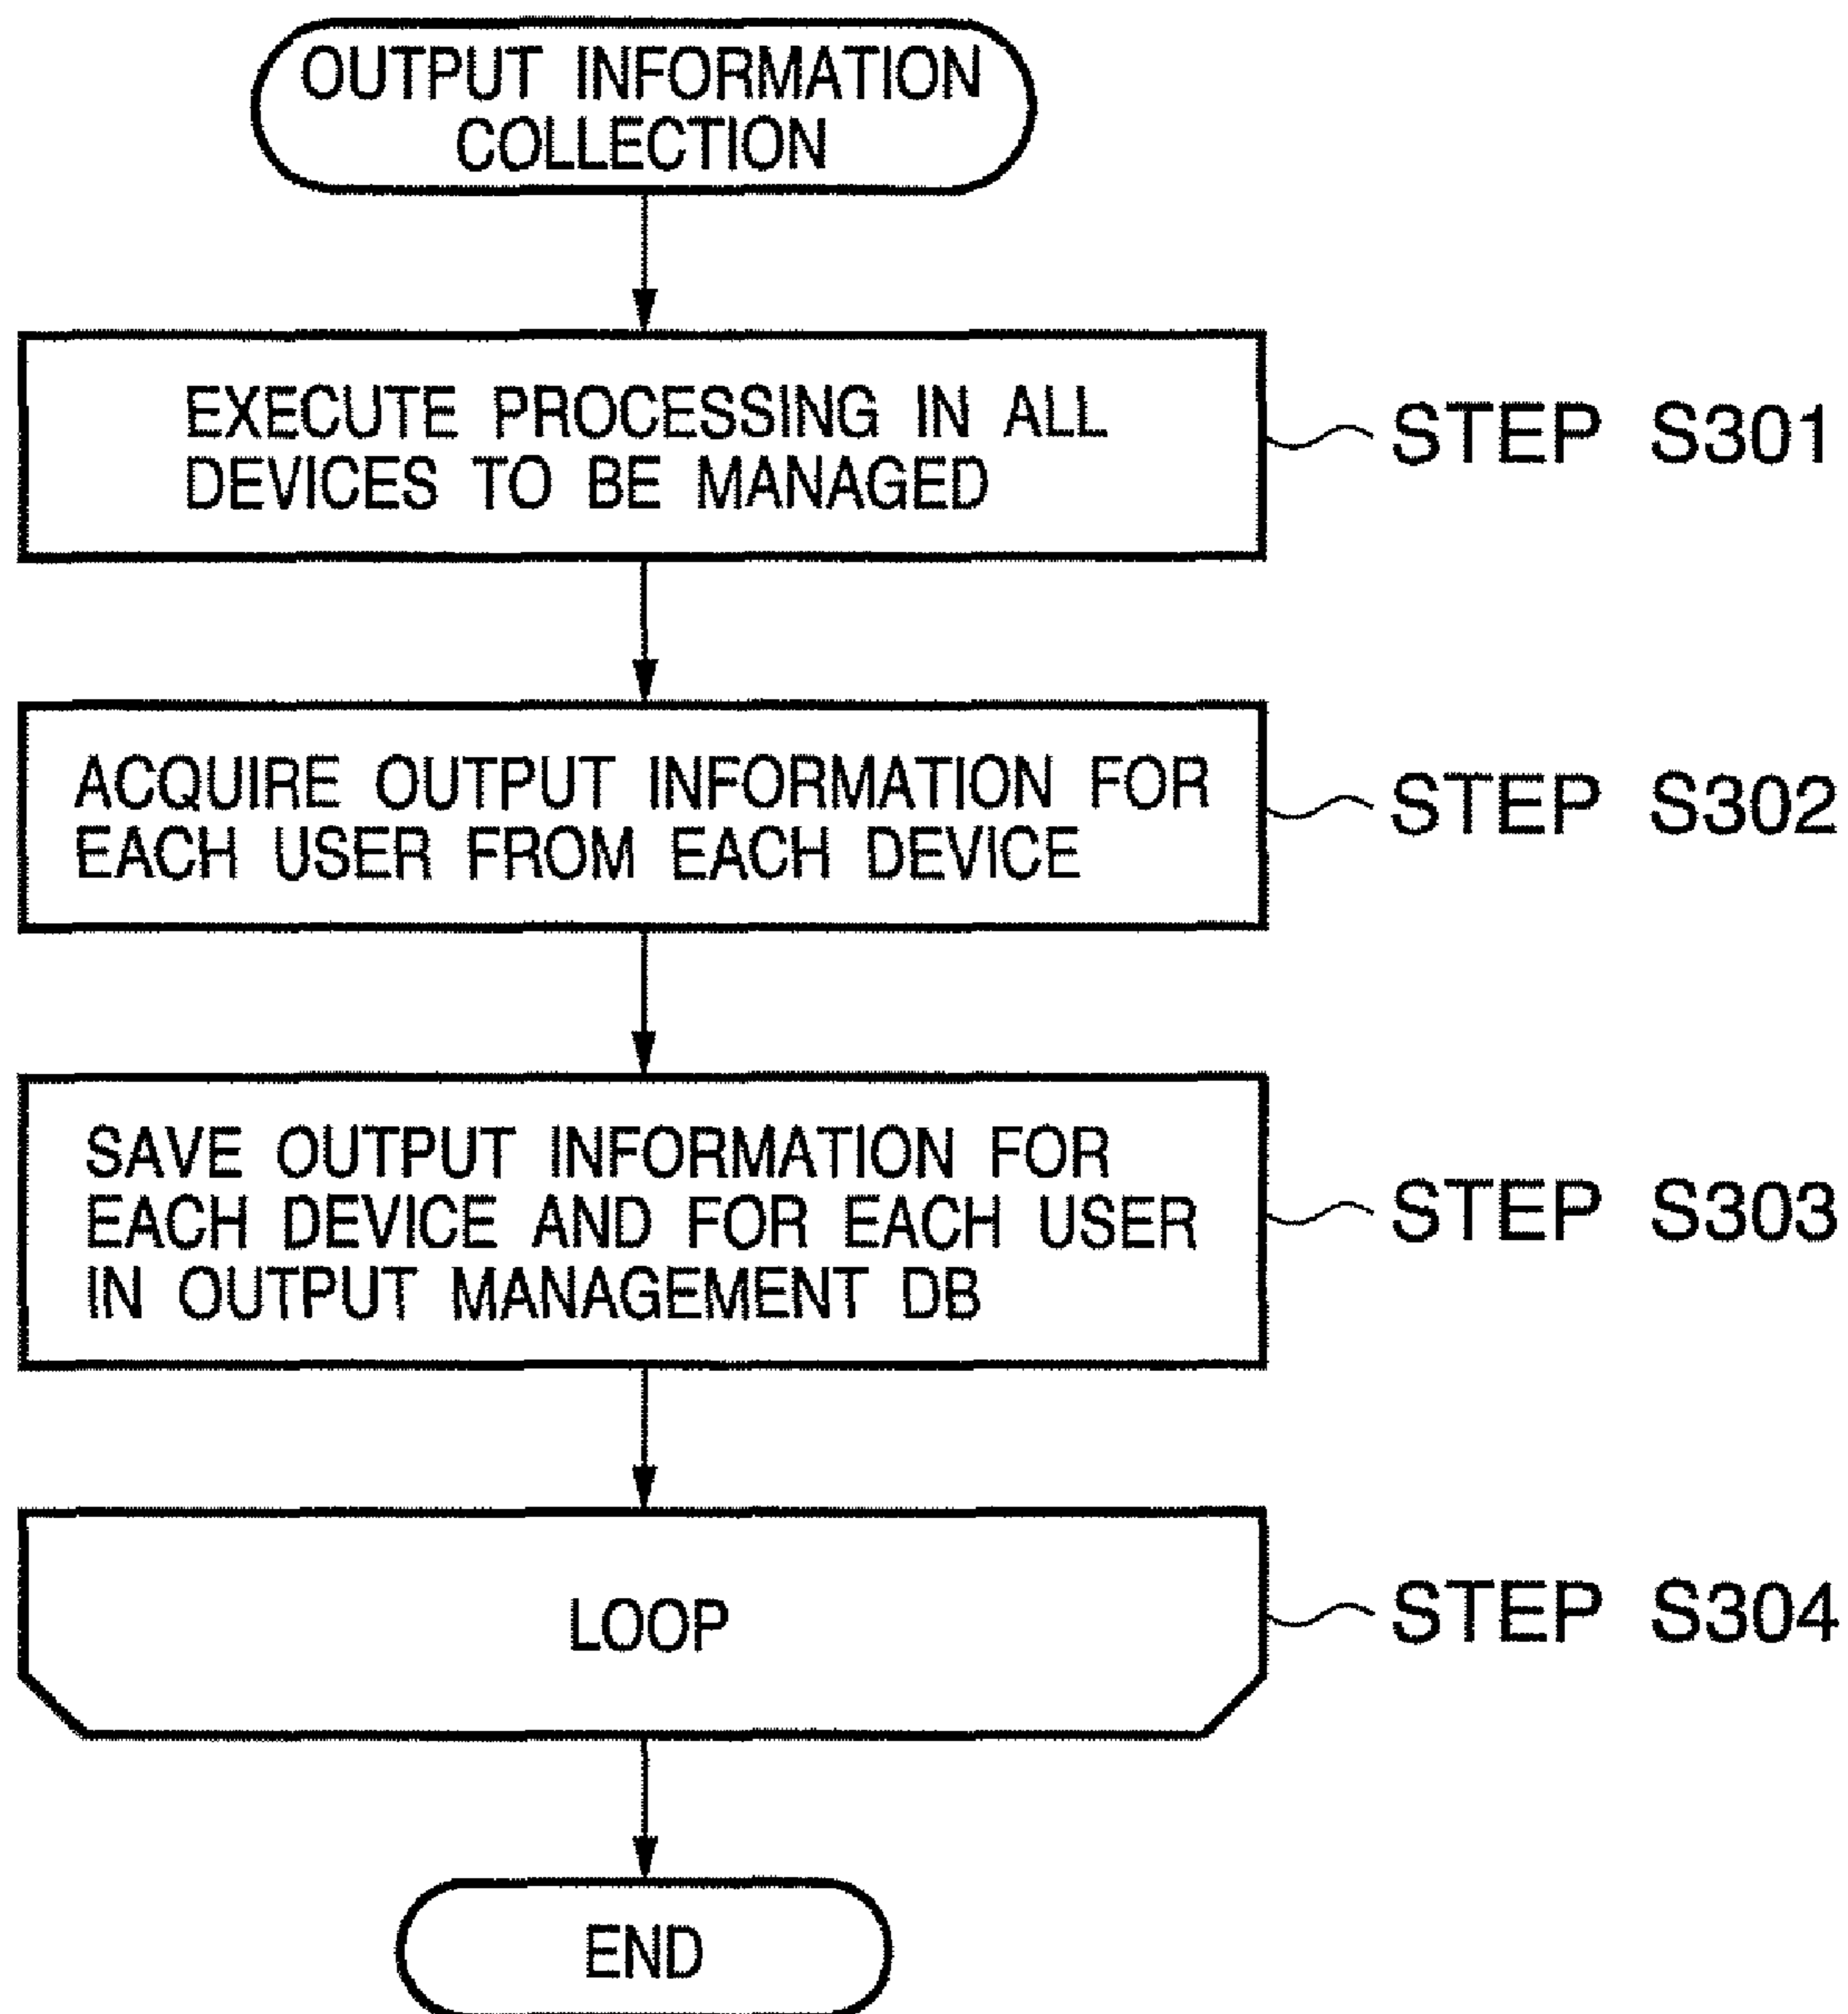 OUTPUT INFORMATION
COLLECTION
EXECUTE PROCESSING IN ALL
DEVICES TO BE MANAGED
STEP S301
ACQUIRE OUTPUT INFORMATION FOR
EACH USER FROM EACH DEVICE
STEP S302
SAVE OUTPUT INFORMATION FOR
EACH DEVICE AND FOR EACH USER
IN OUTPUT MANAGEMENT DB
STEP S303
LOOP
STEP S304
END